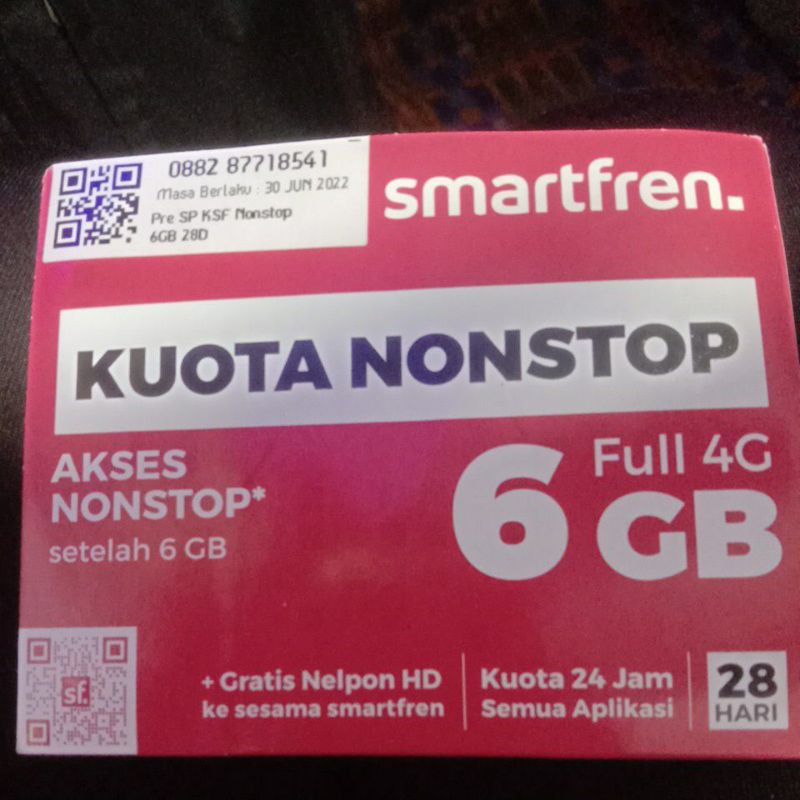 0882 87718541
Masa Berlaku : 30 JUN 2022
Pre SP KSF Nonstop
6GB 28D
smartfren.
KUOTA NONSTOP
AKSES
NONSTOP*
setelah 6 GB
6 Full 4G
GB
sf.
+ Gratis Nelpon HD
ke sesama smartfren
Kuota 24 Jam
Semua Aplikasi
28
HARI